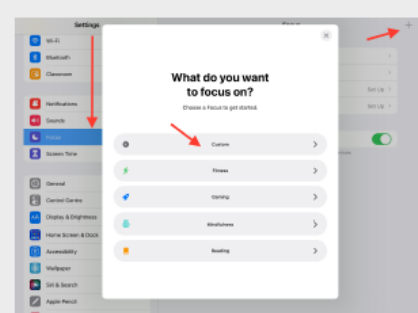 Settings
Focus
Wi-Fi
Bluetooth
Classroom
Notifications
Sounds
Focus
Screen Time
General
Control Centre
Display & Brightness
Home Screen & Dock
Accessibility
Wallpaper
Siri & Search
Apple Pencil
What do you want
to focus on?
Choose a Focus to get started.
Custom
Fitness
Gaming
Mindfulness
Reading
Set Up
Set Up